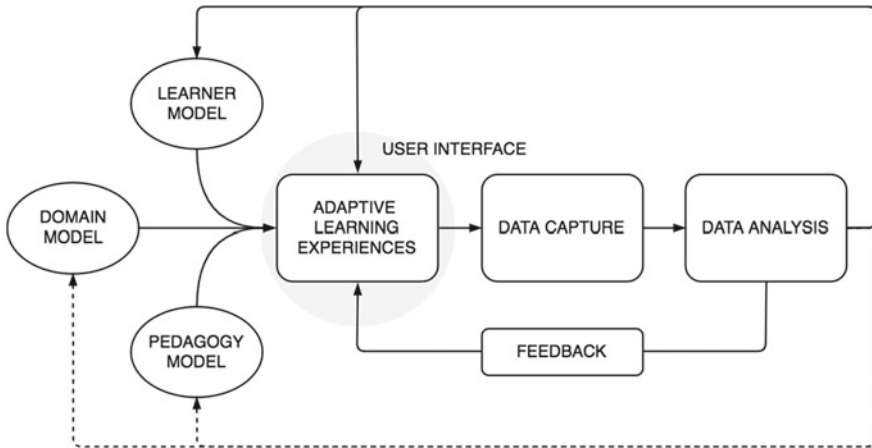 LEARNER
MODEL
USER INTERFACE
DOMAIN
MODEL
ADAPTIVE
LEARNING
EXPERIENCES
DATA CAPTURE
DATA ANALYSIS
PEDAGOGY
MODEL
FEEDBACK